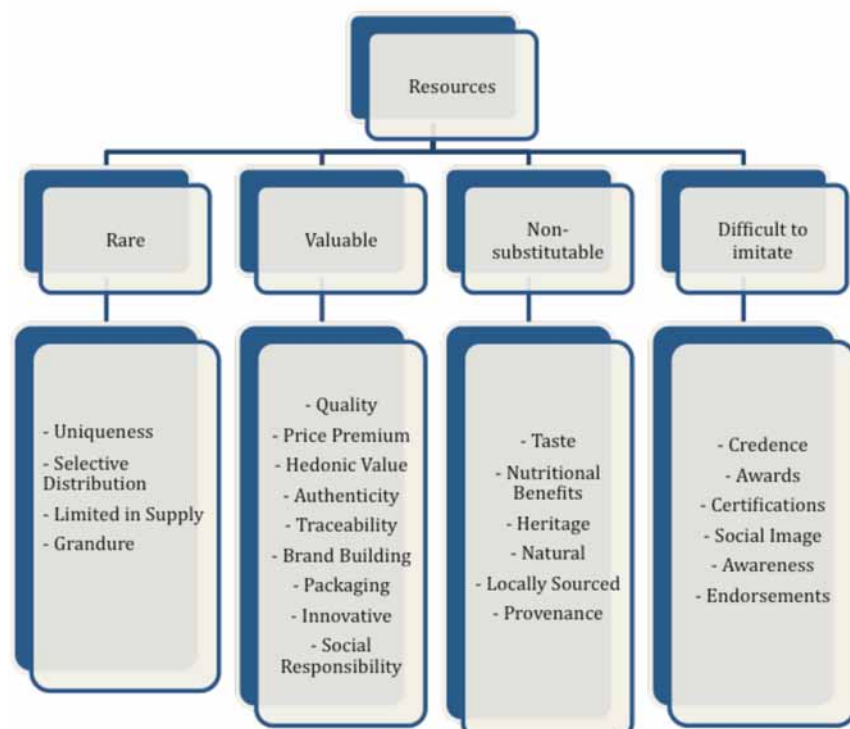 Resources
Rare
Valuable
Non-
substitutable
Difficult to
imitate
- Uniqueness
- Selective
Distribution
- Limited in Supply
- Grandure
- Quality
- Price Premium
- Hedonic Value
- Authenticity
- Traceability
- Brand Building
- Packaging
- Innovative
- Social
Responsibility
- Taste
- Nutritional
Benefits
- Heritage
- Natural
- Locally Sourced
- Provenance
- Credence
- Awards
- Certifications
- Social Image
- Awareness
- Endorsements